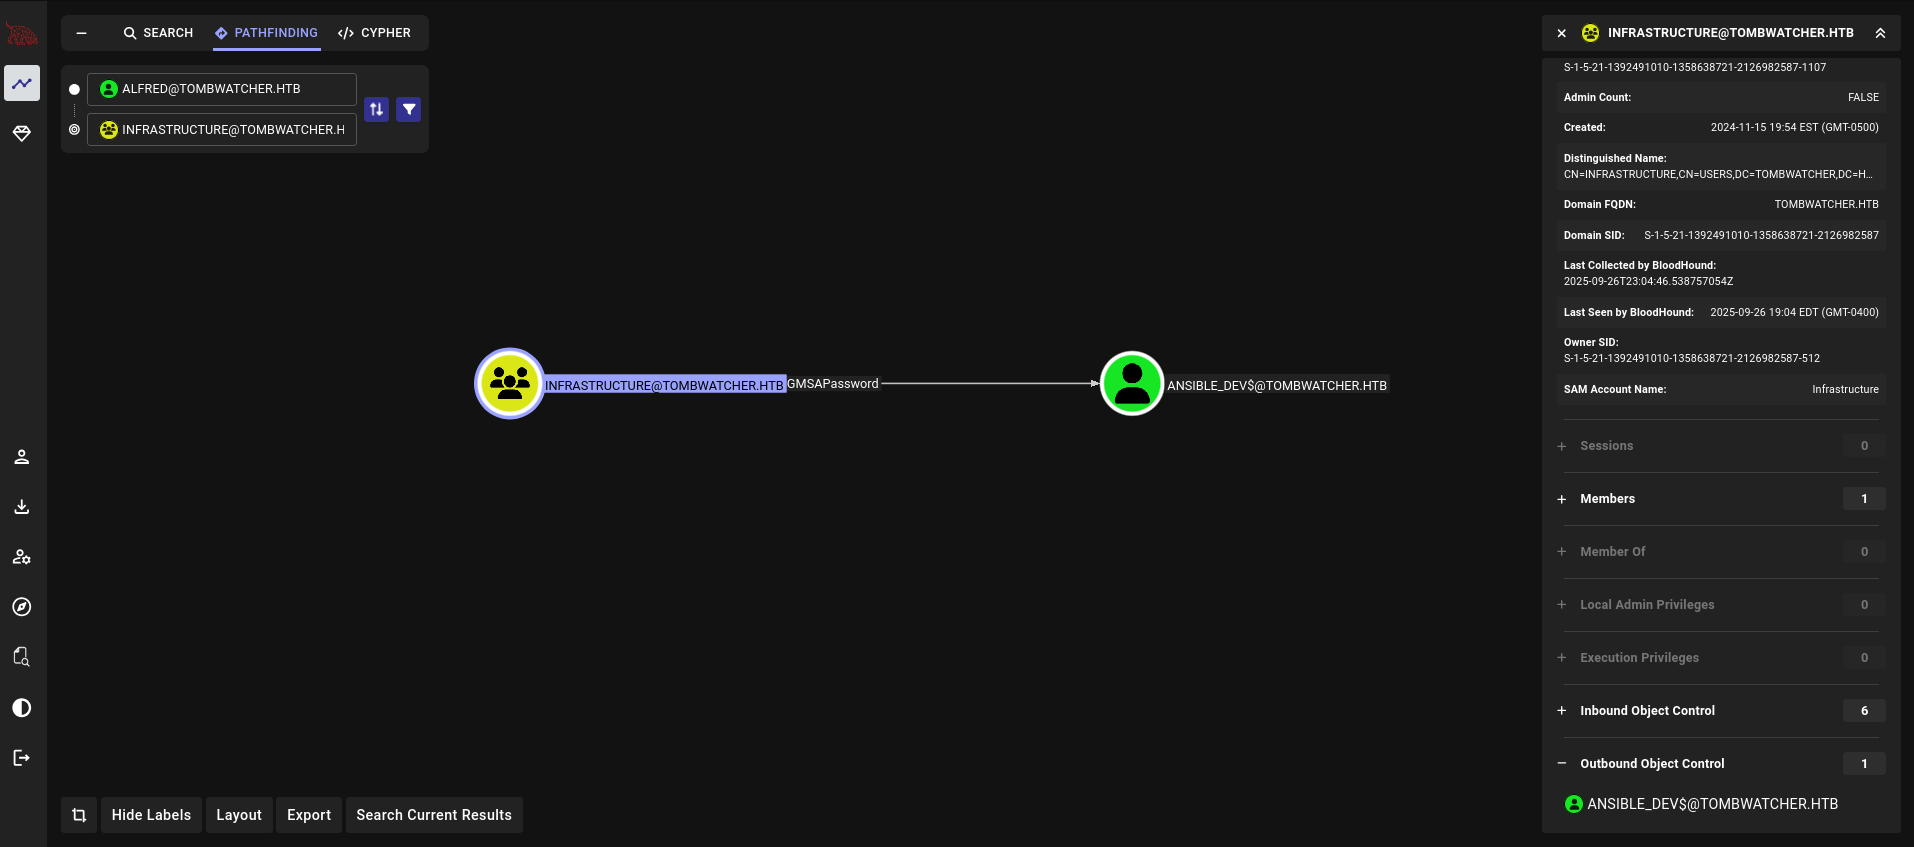 SEARCH PATHFINDING CYPHER
ALFRED@TOMBWATCHER.HTB
INFRASTRUCTURE@TOMBWATCHER.H
INFRASTRUCTURE@TOMBWATCHER.HTB GMSAPassword ANSIBLE_DEV$@TOMBWATCHER.HTB
Hide Labels Layout Export Search Current Results
INFRASTRUCTURE@TOMBWATCHER.HTB
S-1-5-21-1392491010-1358638721-2126982587-1107
Admin Count: FALSE
Created: 2024-11-15 19:54 EST (GMT-0500)
Distinguished Name:
CN=INFRASTRUCTURE,CN=USERS,DC=TOMBWATCHER,DC=H…
Domain FQDN: TOMBWATCHER.HTB
Domain SID: S-1-5-21-1392491010-1358638721-2126982587
Last Collected by BloodHound:
2025-09-26T23:04:46.538757054Z
Last Seen by BloodHound: 2025-09-26 19:04 EDT (GMT-0400)
Owner SID:
S-1-5-21-1392491010-1358638721-2126982587-512
SAM Account Name: Infrastructure
Sessions 0
Members 1
Member Of 0
Local Admin Privileges 0
Execution Privileges 0
Inbound Object Control 6
Outbound Object Control 1
ANSIBLE_DEV$@TOMBWATCHER.HTB